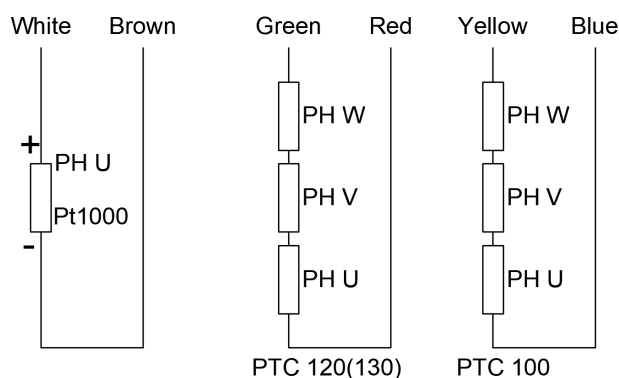 White Brown Green Red Yellow Blue
+
PH U
Pt1000
-
PH W
PH V
PH U
PTC 120(130)
PH W
PH V
PH U
PTC 100